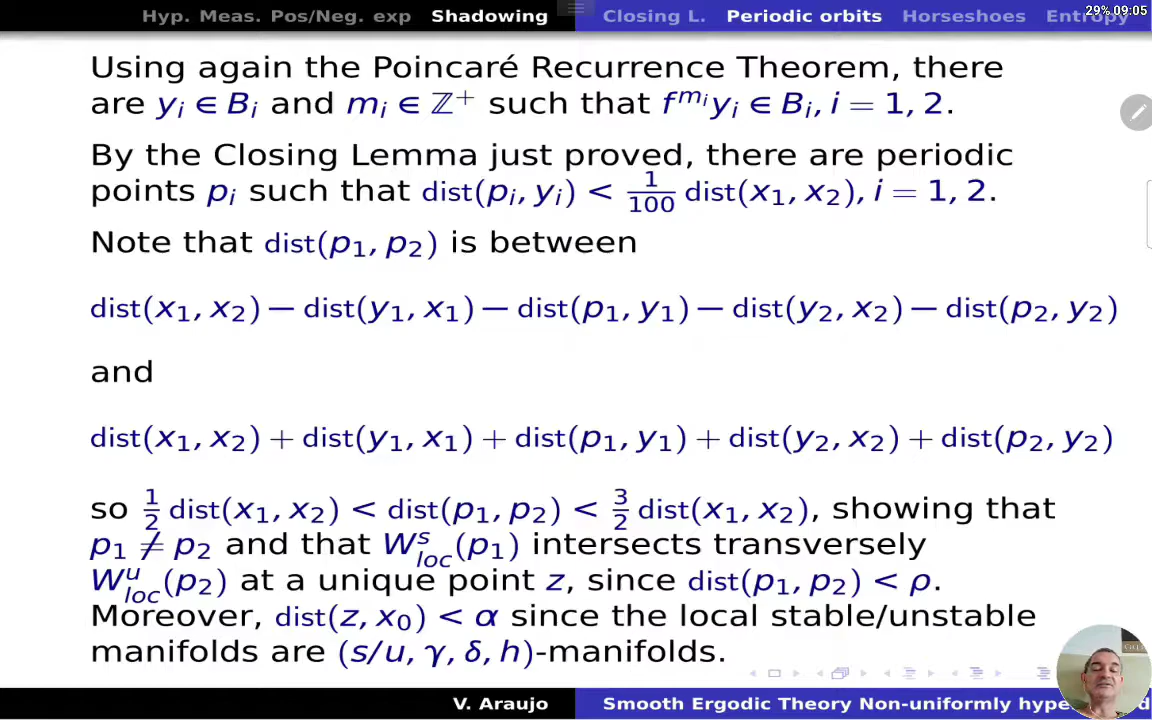 Hyp. Meas. Pos/Neg. exp Shadowing Closing L. Periodic orbits Horseshoes Entropy 29% 09:05
Using again the Poincaré Recurrence Theorem, there
are yᵢ ∈ Bᵢ and mᵢ ∈ ℤ⁺ such that f^{mᵢ}yᵢ ∈ Bᵢ, i = 1, 2.
By the Closing Lemma just proved, there are periodic
points pᵢ such that dist(pᵢ, yᵢ) < 1/100 dist(x₁, x₂), i = 1, 2.
Note that dist(p₁, p₂) is between
dist(x₁, x₂) − dist(y₁, x₁) − dist(p₁, y₁) − dist(y₂, x₂) − dist(p₂, y₂)
and
dist(x₁, x₂) + dist(y₁, x₁) + dist(p₁, y₁) + dist(y₂, x₂) + dist(p₂, y₂)
so 1/2 dist(x₁, x₂) < dist(p₁, p₂) < 3/2 dist(x₁, x₂), showing that
p₁ ≠ p₂ and that W^s_{loc}(p₁) intersects transversely
W^u_{loc}(p₂) at a unique point z, since dist(p₁, p₂) < ρ.
Moreover, dist(z, x₀) < α since the local stable/unstable
manifolds are (s/u, γ, δ, h)-manifolds.
V. Araujo Smooth Ergodic Theory Non-uniformly hype